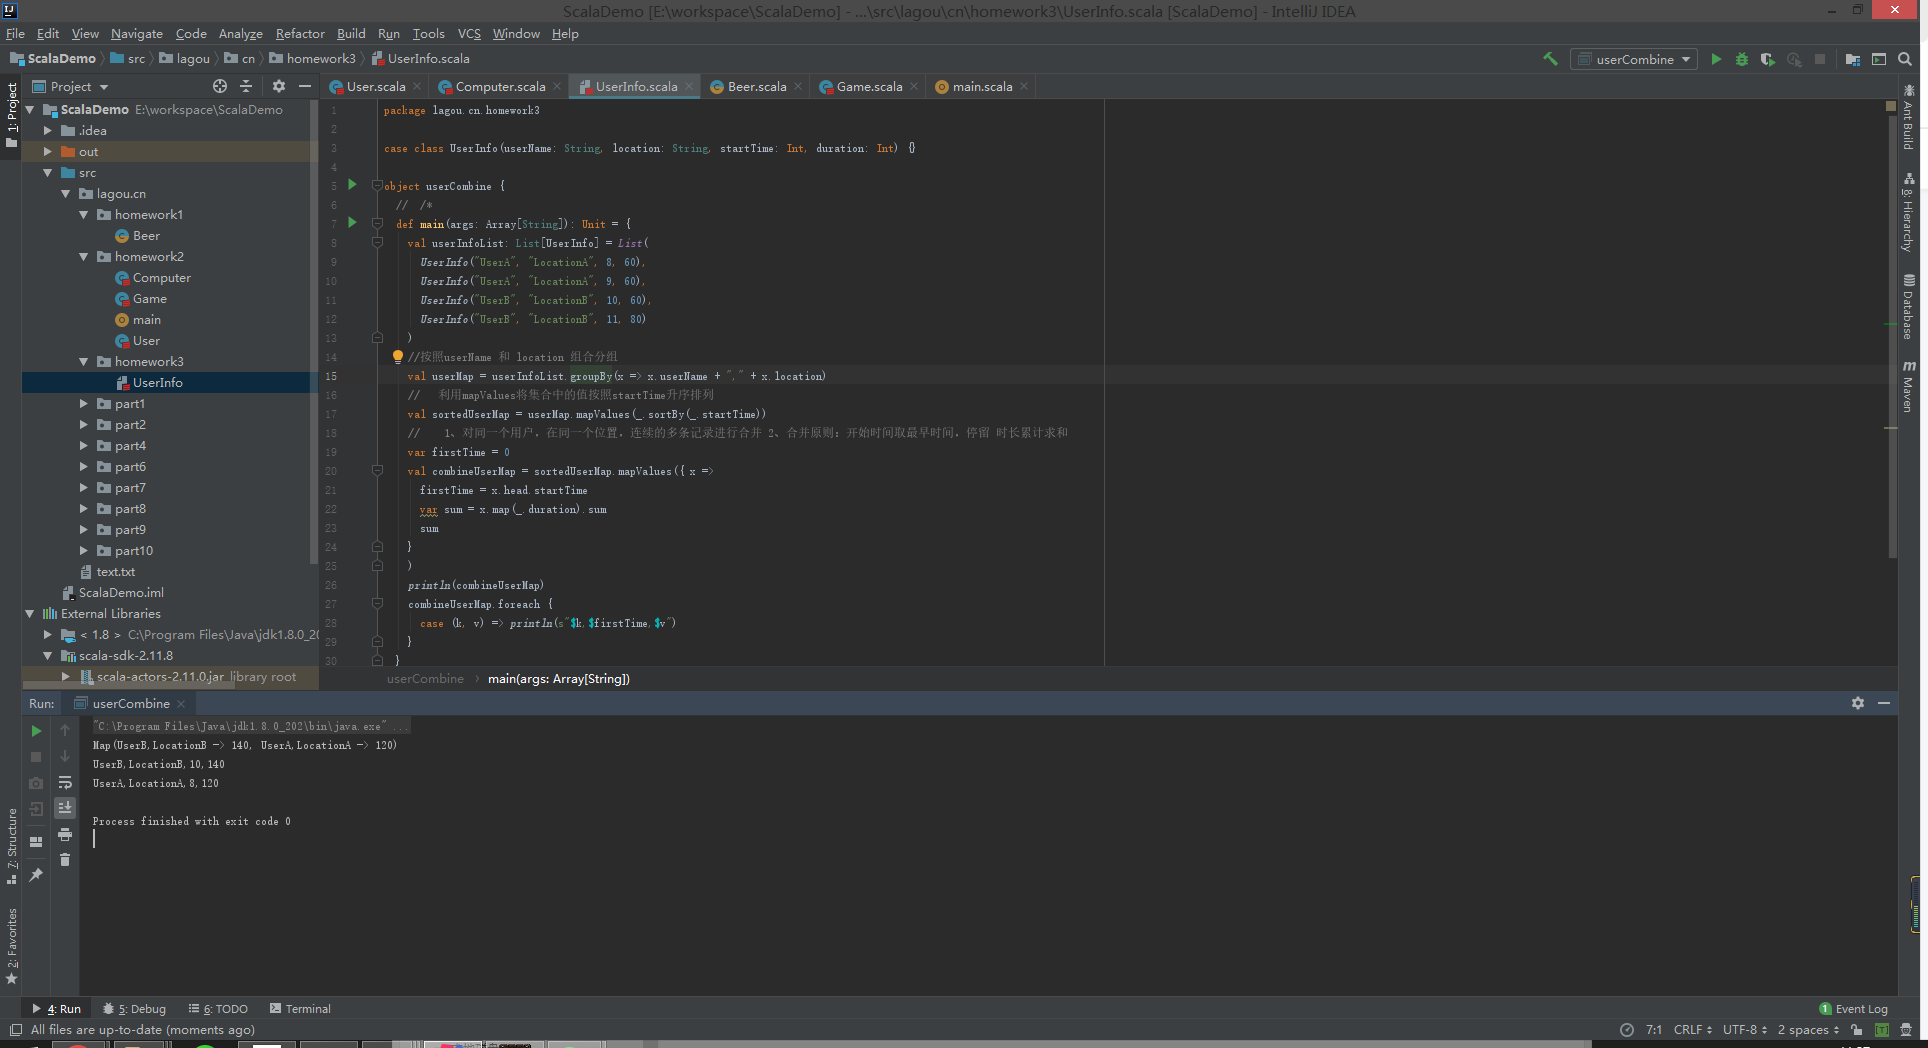 ScalaDemo [E:\workspace\ScalaDemo] - ...\src\lagou\cn\homework3\UserInfo.scala [ScalaDemo] - IntelliJ IDEA
File Edit View Navigate Code Analyze Refactor Build Run Tools VCS Window Help
ScalaDemo src lagou cn homework3 UserInfo.scala
userCombine
Project
User.scala Computer.scala UserInfo.scala Beer.scala Game.scala main.scala
1: Project
ScalaDemo E:\workspace\ScalaDemo
.idea
out
src
lagou.cn
homework1
Beer
homework2
Computer
Game
main
User
homework3
UserInfo
part1
part2
part4
part6
part7
part8
part9
part10
text.txt
ScalaDemo.iml
External Libraries
< 1.8 > C:\Program Files\Java\jdk1.8.0_20
scala-sdk-2.11.8
scala-actors-2.11.0.jar library root
1 package lagou.cn.homework3
2
3 case class UserInfo(userName: String, location: String, startTime: Int, duration: Int) {}
4
5 object userCombine {
6 // /*
7 def main(args: Array[String]): Unit = {
8 val userInfoList: List[UserInfo] = List(
9 UserInfo("UserA", "LocationA", 8, 60),
10 UserInfo("UserA", "LocationA", 9, 60),
11 UserInfo("UserB", "LocationB", 10, 60),
12 UserInfo("UserB", "LocationB", 11, 80)
13 )
14 //按照userName 和 location 组合分组
15 val userMap = userInfoList.groupBy(x => x.userName + "," + x.location)
16 // 利用mapValues将集合中的值按照startTime升序排列
17 val sortedUserMap = userMap.mapValues(_.sortBy(_.startTime))
18 // 1、对同一个用户，在同一个位置，连续的多条记录进行合并 2、合并原则：开始时间取最早时间，停留 时长累计求和
19 var firstTime = 0
20 val combineUserMap = sortedUserMap.mapValues({ x =>
21 firstTime = x.head.startTime
22 var sum = x.map(_.duration).sum
23 sum
24 }
25 )
26 println(combineUserMap)
27 combineUserMap.foreach {
28 case (k, v) => println(s"$k,$firstTime,$v")
29 }
30 }
userCombine main(args: Array[String])
Ant Build
8: Hierarchy
Database
m Maven
Run: userCombine
"C:\Program Files\Java\jdk1.8.0_202\bin\java.exe" ...
Map(UserB,LocationB -> 140, UserA,LocationA -> 120)
UserB,LocationB,10,140
UserA,LocationA,8,120
Process finished with exit code 0
7: Structure
2: Favorites
4: Run 5: Debug 6: TODO Terminal
1 Event Log
All files are up-to-date (moments ago)
7:1 CRLF UTF-8 2 spaces [T]